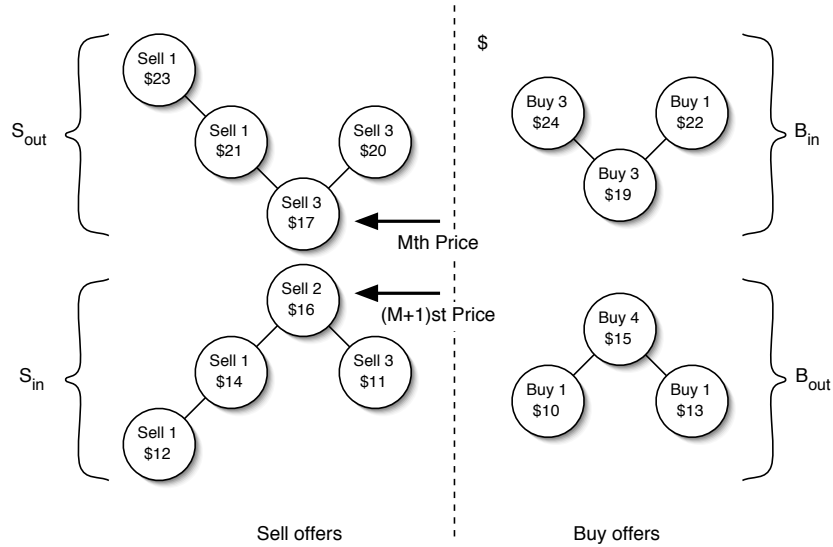 $
Sell 1
$23
Buy 3
$24
Buy 1
$22
S_out
Sell 1
$21
Sell 3
$20
B_in
Buy 3
$19
Sell 3
$17
Mth Price
Sell 2
$16
(M+1)st Price
Buy 4
$15
S_in
Sell 1
$14
Sell 3
$11
B_out
Buy 1
$10
Buy 1
$13
Sell 1
$12
Sell offers
Buy offers